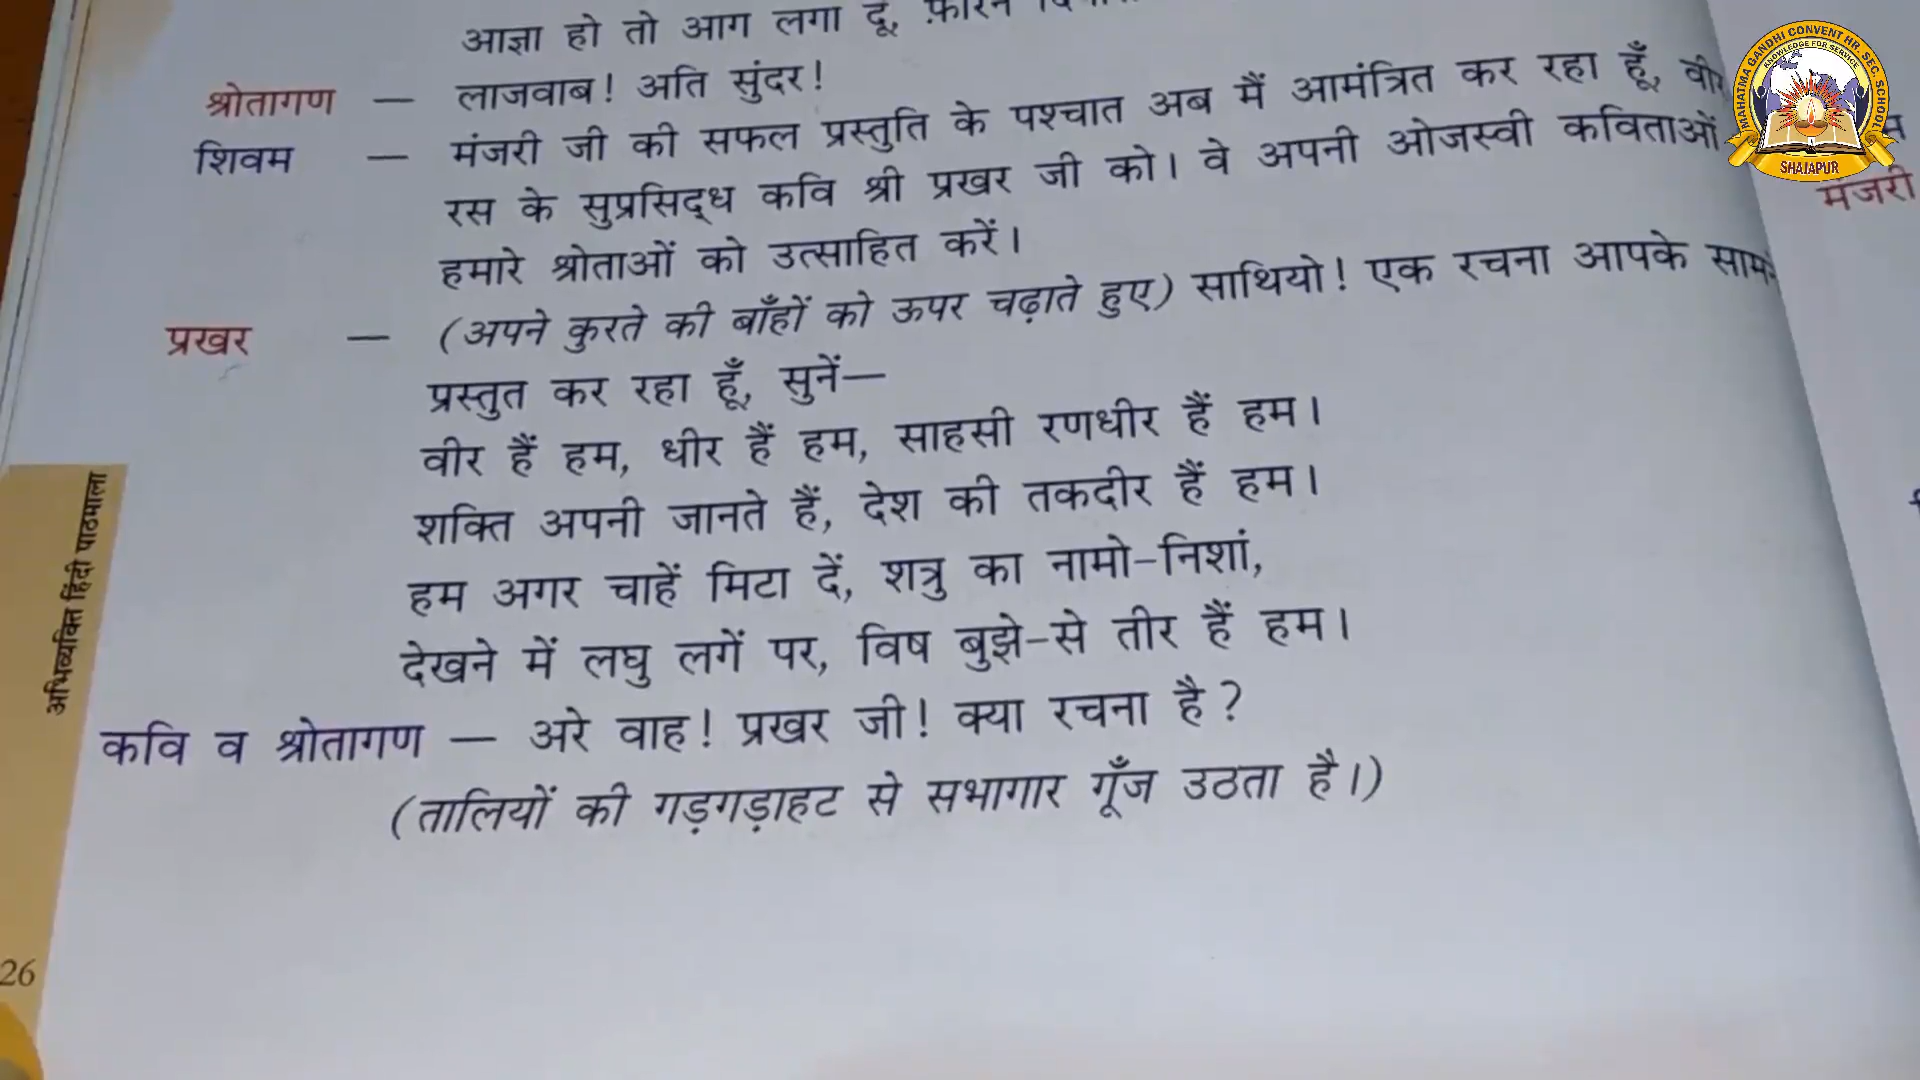 आज्ञा हो तो आग लगा दूँ, फ़ौरन
श्रोतागण — लाजवाब! अति सुंदर!
शिवम — मंजरी जी की सफल प्रस्तुति के पश्चात अब मैं आमंत्रित कर रहा हूँ, वीर
रस के सुप्रसिद्ध कवि श्री प्रखर जी को। वे अपनी ओजस्वी कविताओं
हमारे श्रोताओं को उत्साहित करें।
प्रखर — (अपने कुरते की बाँहों को ऊपर चढ़ाते हुए) साथियो! एक रचना आपके
प्रस्तुत कर रहा हूँ, सुनें—
वीर हैं हम, धीर हैं हम, साहसी रणधीर हैं हम।
शक्ति अपनी जानते हैं, देश की तकदीर हैं हम।
हम अगर चाहें मिटा दें, शत्रु का नामो-निशां,
देखने में लघु लगें पर, विष बुझे-से तीर हैं हम।
कवि व श्रोतागण — अरे वाह! प्रखर जी! क्या रचना है?
(तालियों की गड़गड़ाहट से सभागार गूँज उठता है।)
अभिव्यक्ति हिंदी पाठमाला
26
मंजरी
MAHATMA GANDHI CONVENT HR. SEC. SCHOOL
KNOWLEDGE FOR SERVICE
SHAJAPUR